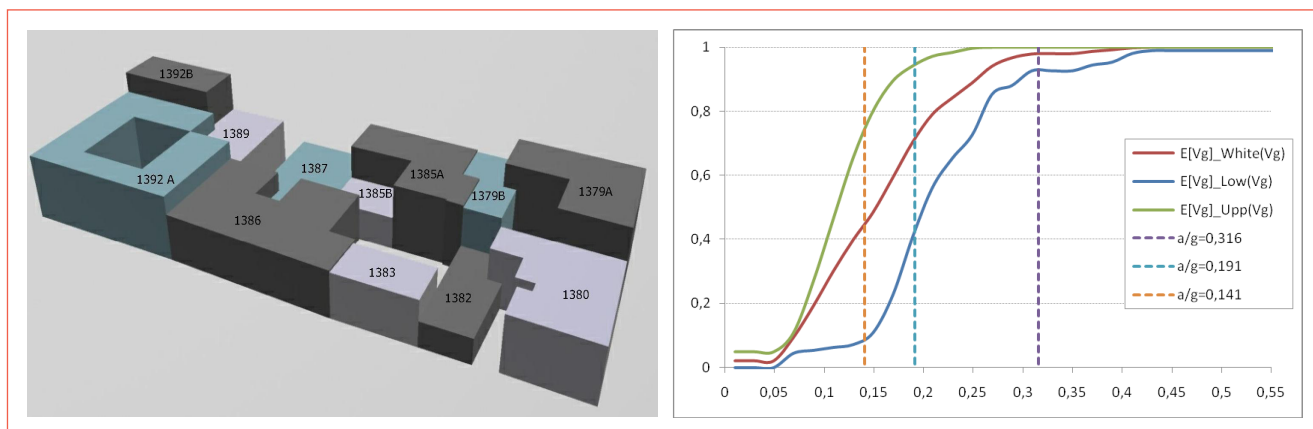 1392B
1389
1392 A
1387
1385A
1385B
1379B
1379A
1386
1383
1382
1380
1
0,8
0,6
0,4
0,2
0
0 0,05 0,1 0,15 0,2 0,25 0,3 0,35 0,4 0,45 0,5 0,55
E[Vg]_White(Vg)
E[Vg]_Low(Vg)
E[Vg]_Upp(Vg)
a/g=0,316
a/g=0,191
a/g=0,141